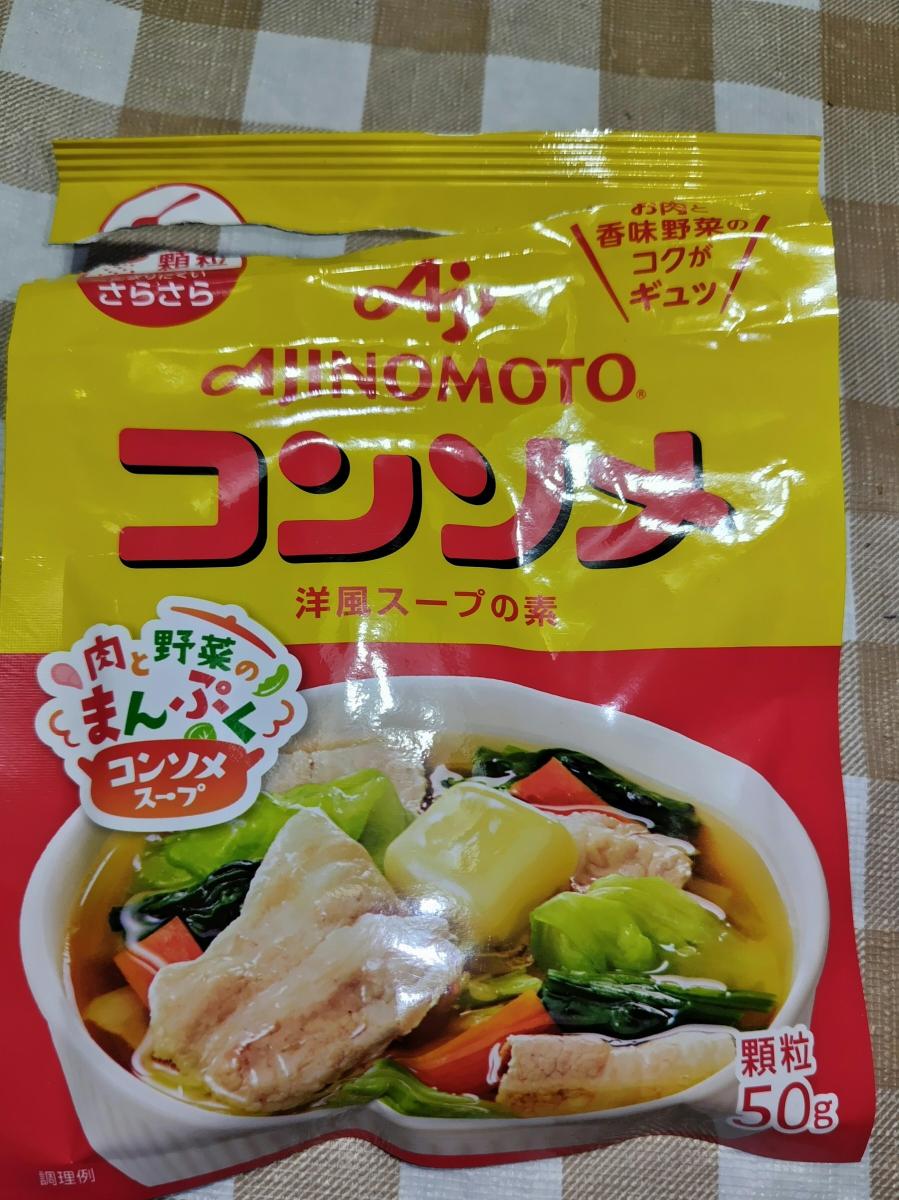 顆粒
さらさら
お肉と
香味野菜の
コクが
ギュッ
Aj
AJINOMOTO®
コンソメ
洋風スープの素
肉と野菜の
まんぷく
コンソメ
スープ
顆粒
50g
調理例